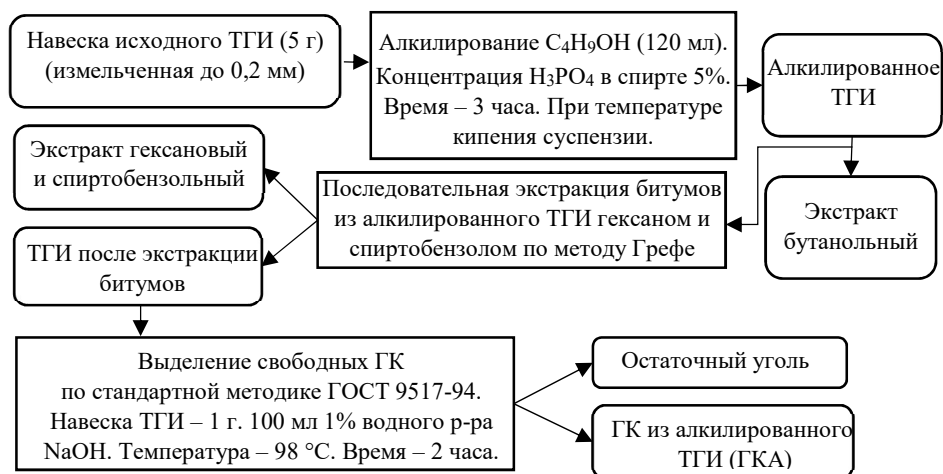 Навеска исходного ТГИ (5 г)
(измельченная до 0,2 мм)
Алкилирование C₄H₉OH (120 мл).
Концентрация H₃PO₄ в спирте 5%.
Время – 3 часа. При температуре
кипения суспензии.
Алкилированное
ТГИ
Экстракт гексановый
и спиртобензольный
Последовательная экстракция битумов
из алкилированного ТГИ гексаном и
спиртобензолом по методу Грефе
Экстракт
бутанольный
ТГИ после экстракции
битумов
Выделение свободных ГК
по стандартной методике ГОСТ 9517-94.
Навеска ТГИ – 1 г. 100 мл 1% водного р-ра
NaOH. Температура – 98 °C. Время – 2 часа.
Остаточный уголь
ГК из алкилированного
ТГИ (ГКА)